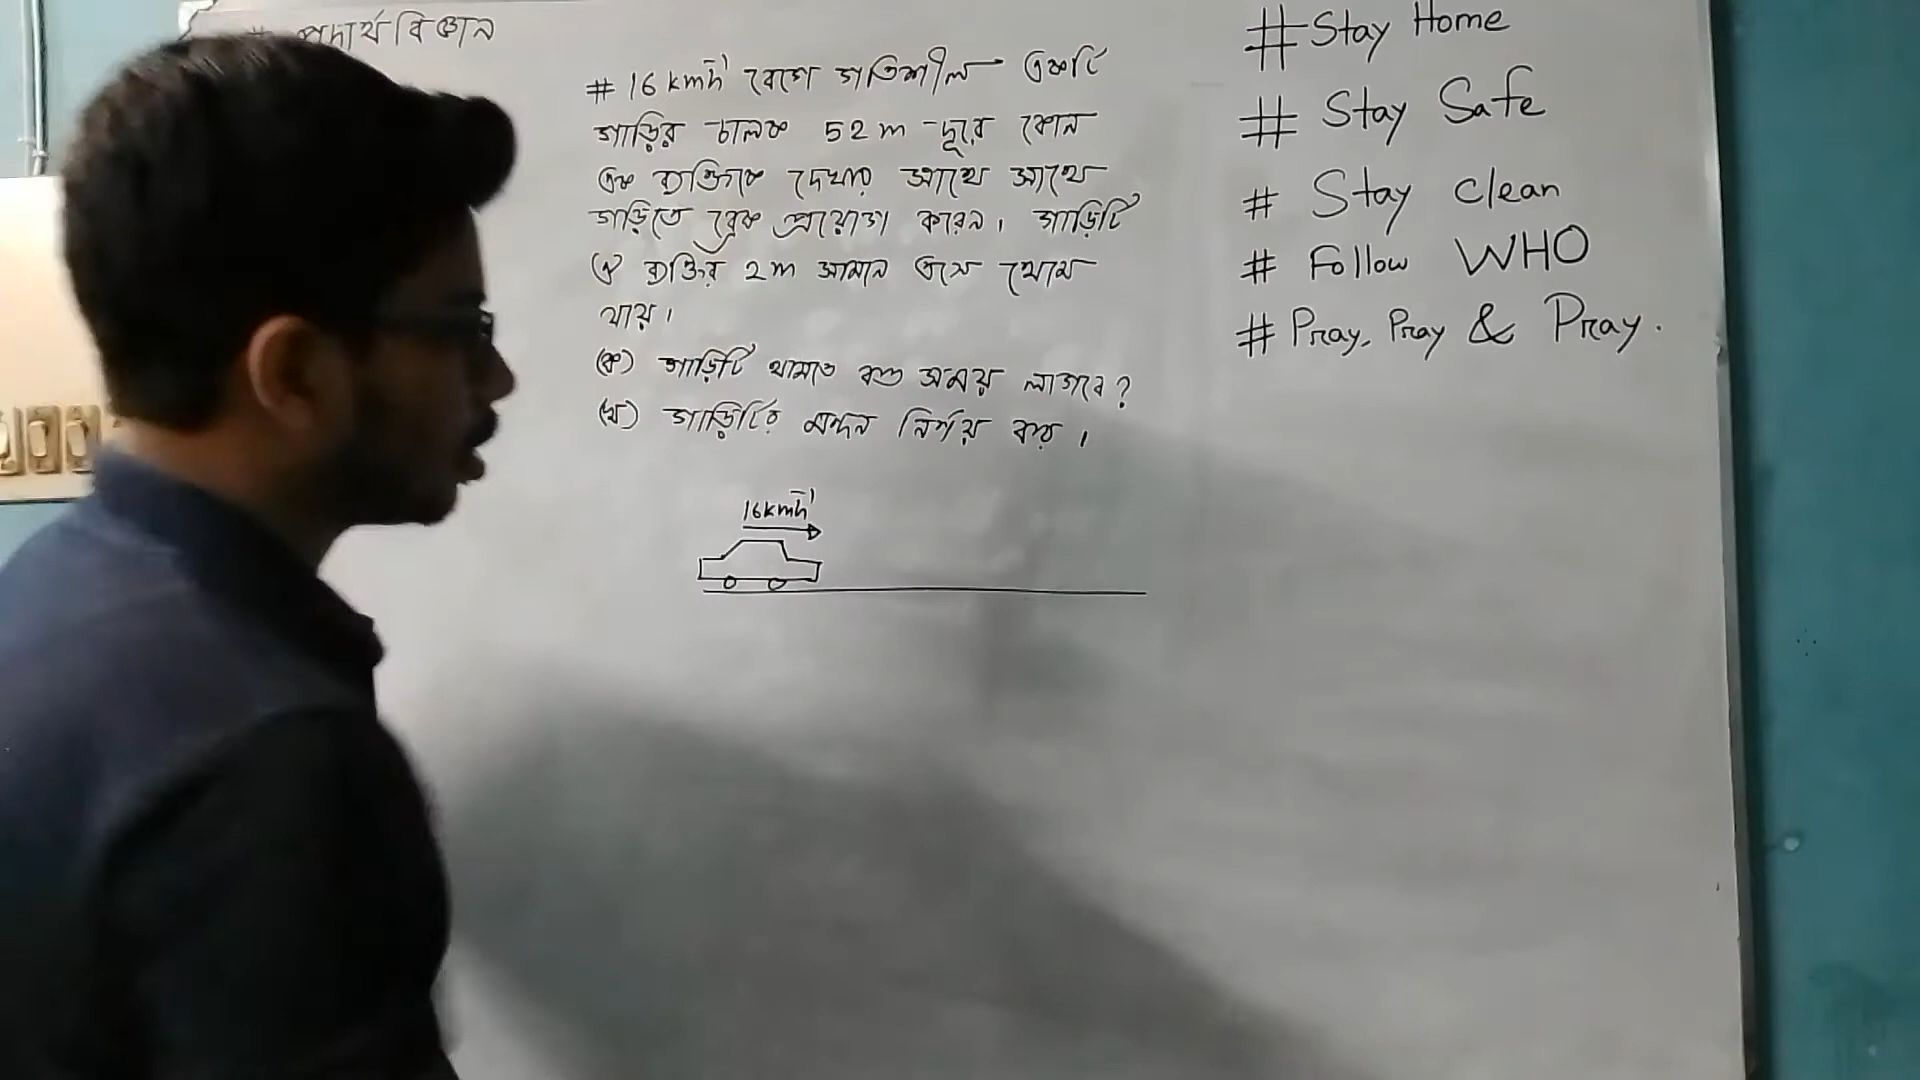 # পদার্থ বিজ্ঞান
# 16 kmh⁻¹ বেগে গতিশীল একটি
গাড়ির চালক 52 m দূরে কোন
এক ব্যক্তিকে দেখার সাথে সাথে
গাড়িতে ব্রেক প্রয়োগ করেন। গাড়িটি
ঐ ব্যক্তির 2 m সামনে এসে থেমে
যায়।
(ক) গাড়িটি থামতে কত সময় লাগবে?
(খ) গাড়িটির মন্দন নির্ণয় কর।
16kmh⁻¹
# Stay Home
# Stay Safe
# Stay clean
# Follow WHO
# Pray, Pray & Pray.